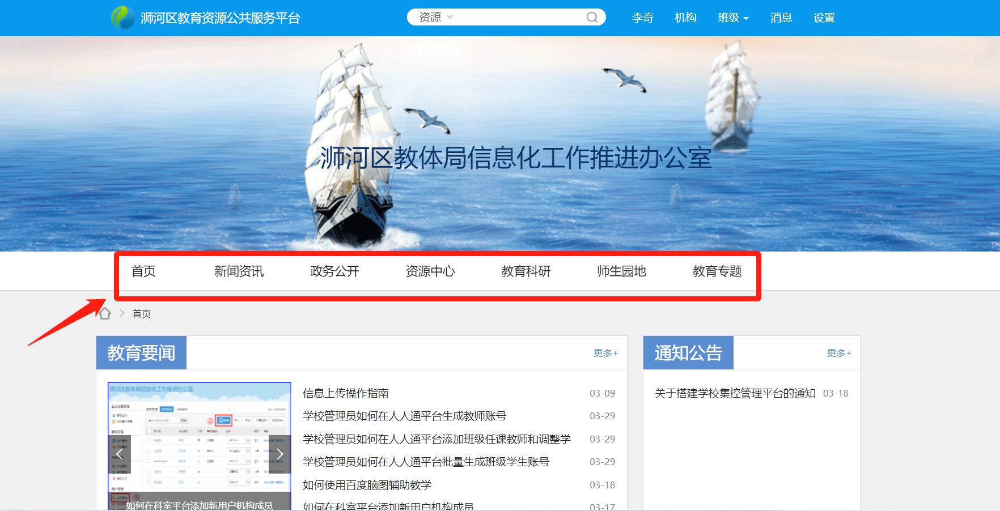 浉河区教育资源公共服务平台
资源
李奇 机构 班级 消息 设置
浉河区教体局信息化工作推进办公室
首页 新闻资讯 政务公开 资源中心 教育科研 师生园地 教育专题
首页
教育要闻 更多+
浉河区教体局信息化工作推进办公室
如何在科室平台添加新用户机构成员
信息上传操作指南 03-09
学校管理员如何在人人通平台生成教师账号 03-29
学校管理员如何在人人通平台添加班级任课教师和调整学 03-29
学校管理员如何在人人通平台批量生成班级学生账号 03-29
如何使用百度脑图辅助教学 03-18
如何在科室平台添加新用户机构成员 03-17
通知公告 更多+
关于搭建学校集控管理平台的通知 03-18